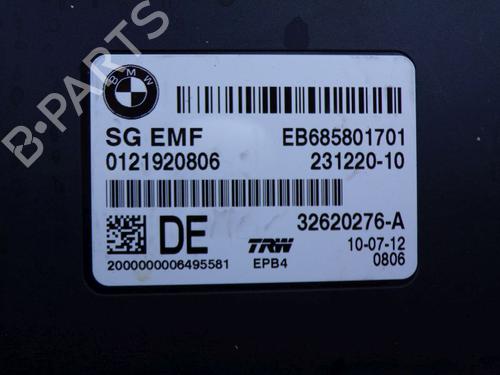 B-PARTS
BMW
SG EMF EB685801701
0121920806 231220-10
32620276-A
DE TRW 10-07-12
2000000006495581 EPB4 0806